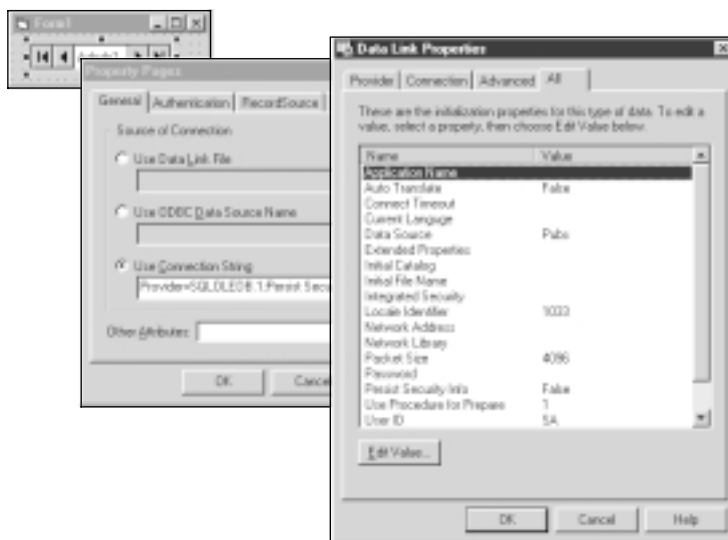 Form1
Property Pages
General Authentication RecordSource
Source of Connection
Use Data Link File
Use ODBC Data Source Name
Use Connection String
Provider=SQLOLEDB.1;Persist Secu
Other Attributes:
OK Cancel
Data Link Properties
Provider Connection Advanced All
These are the initialization properties for this type of data. To edit a
value, select a property, then choose Edit Value below.
Name Value
Application Name
Auto Translate False
Connect Timeout
Current Language
Data Source Pubs
Extended Properties
Initial Catalog
Initial File Name
Integrated Security
Locale Identifier 1033
Network Address
Network Library
Packet Size 4096
Password
Persist Security Info False
Use Procedure for Prepare 1
User ID SA
Edit Value...
OK Cancel Help